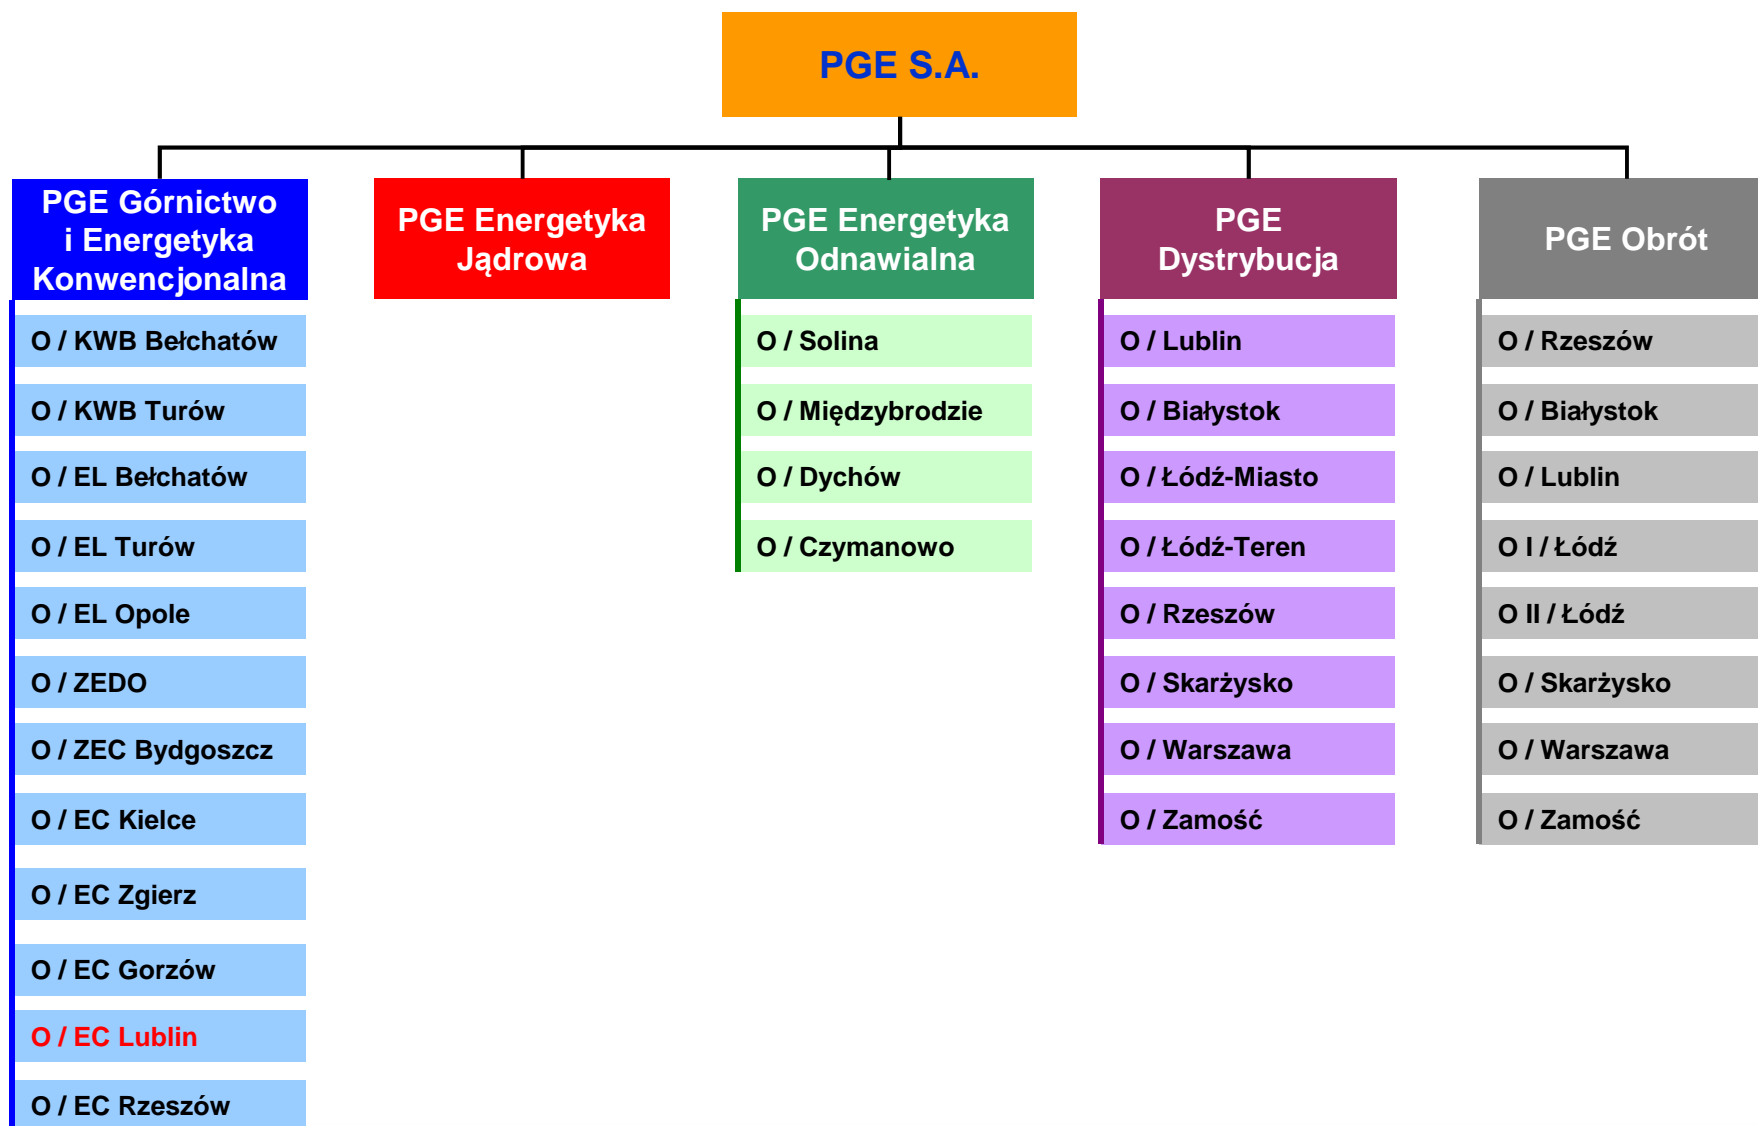 PGE S.A.
PGE Górnictwo
i Energetyka
Konwencjonalna
O / KWB Bełchatów
O / KWB Turów
O / EL Bełchatów
O / EL Turów
O / EL Opole
O / ZEDO
O / ZEC Bydgoszcz
O / EC Kielce
O / EC Zgierz
O / EC Gorzów
O / EC Lublin
O / EC Rzeszów
PGE Energetyka
Jądrowa
PGE Energetyka
Odnawialna
O / Solina
O / Międzybrodzie
O / Dychów
O / Czymanowo
PGE
Dystrybucja
O / Lublin
O / Białystok
O / Łódź-Miasto
O / Łódź-Teren
O / Rzeszów
O / Skarżysko
O / Warszawa
O / Zamość
PGE Obrót
O / Rzeszów
O / Białystok
O / Lublin
O I / Łódź
O II / Łódź
O / Skarżysko
O / Warszawa
O / Zamość